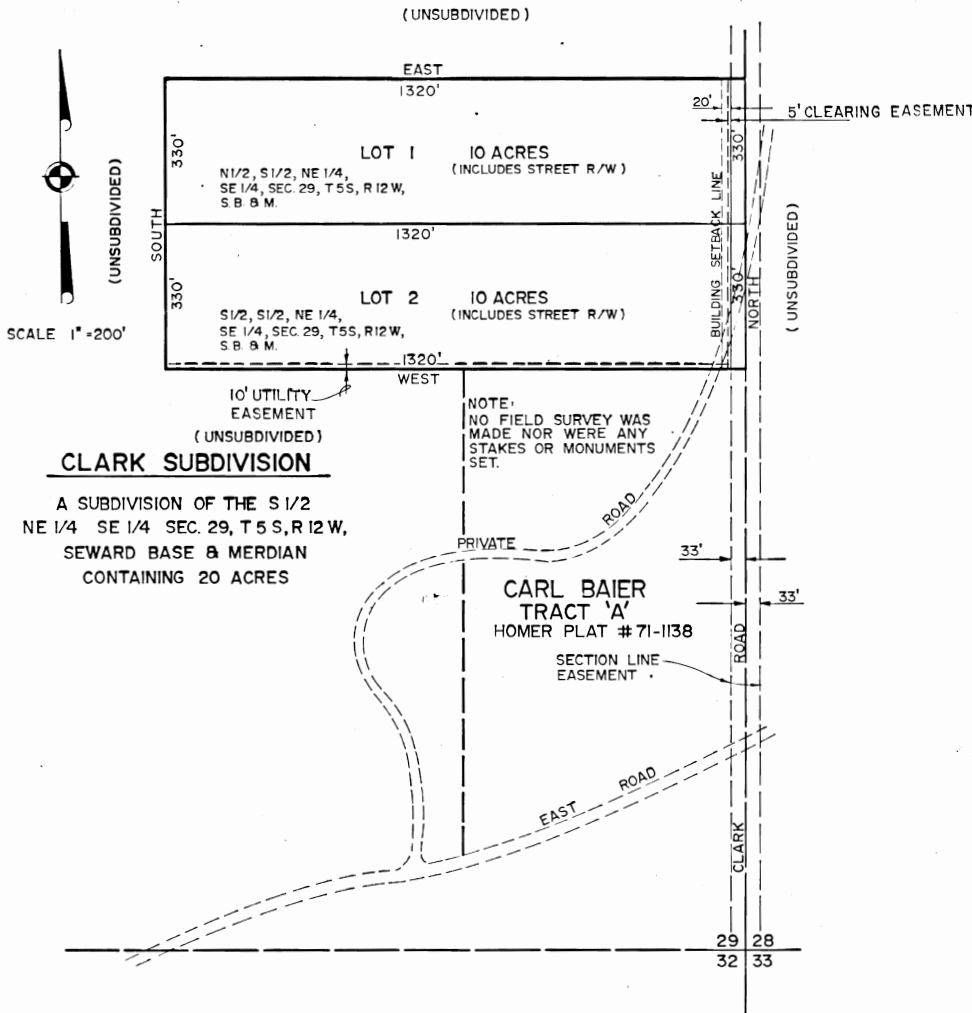 (UNSUBDIVIDED)
EAST
1320'
20'
5' CLEARING EASEMENT
330'
LOT 1 10 ACRES
(INCLUDES STREET R/W)
N1/2, S1/2, NE 1/4,
SE 1/4, SEC. 29, T5S, R12W,
S.B. & M.
330'
BUILDING SETBACK LINE
(UNSUBDIVIDED)
SOUTH
1320'
(UNSUBDIVIDED)
330'
LOT 2 10 ACRES
(INCLUDES STREET R/W)
S1/2, S1/2, NE 1/4,
SE 1/4, SEC. 29, T5S, R12W,
S.B. & M.
330'
NORTH
SCALE 1"=200'
1320'
WEST
10' UTILITY
EASEMENT
(UNSUBDIVIDED)
NOTE:
NO FIELD SURVEY WAS
MADE NOR WERE ANY
STAKES OR MONUMENTS
SET.
CLARK SUBDIVISION
A SUBDIVISION OF THE S 1/2
NE 1/4 SE 1/4 SEC. 29, T 5 S, R 12 W,
SEWARD BASE & MERDIAN
CONTAINING 20 ACRES
PRIVATE ROAD
33'
33'
CARL BAIER
TRACT 'A'
HOMER PLAT #71-1138
SECTION LINE
EASEMENT
EAST ROAD
CLARK ROAD
29 28
32 33